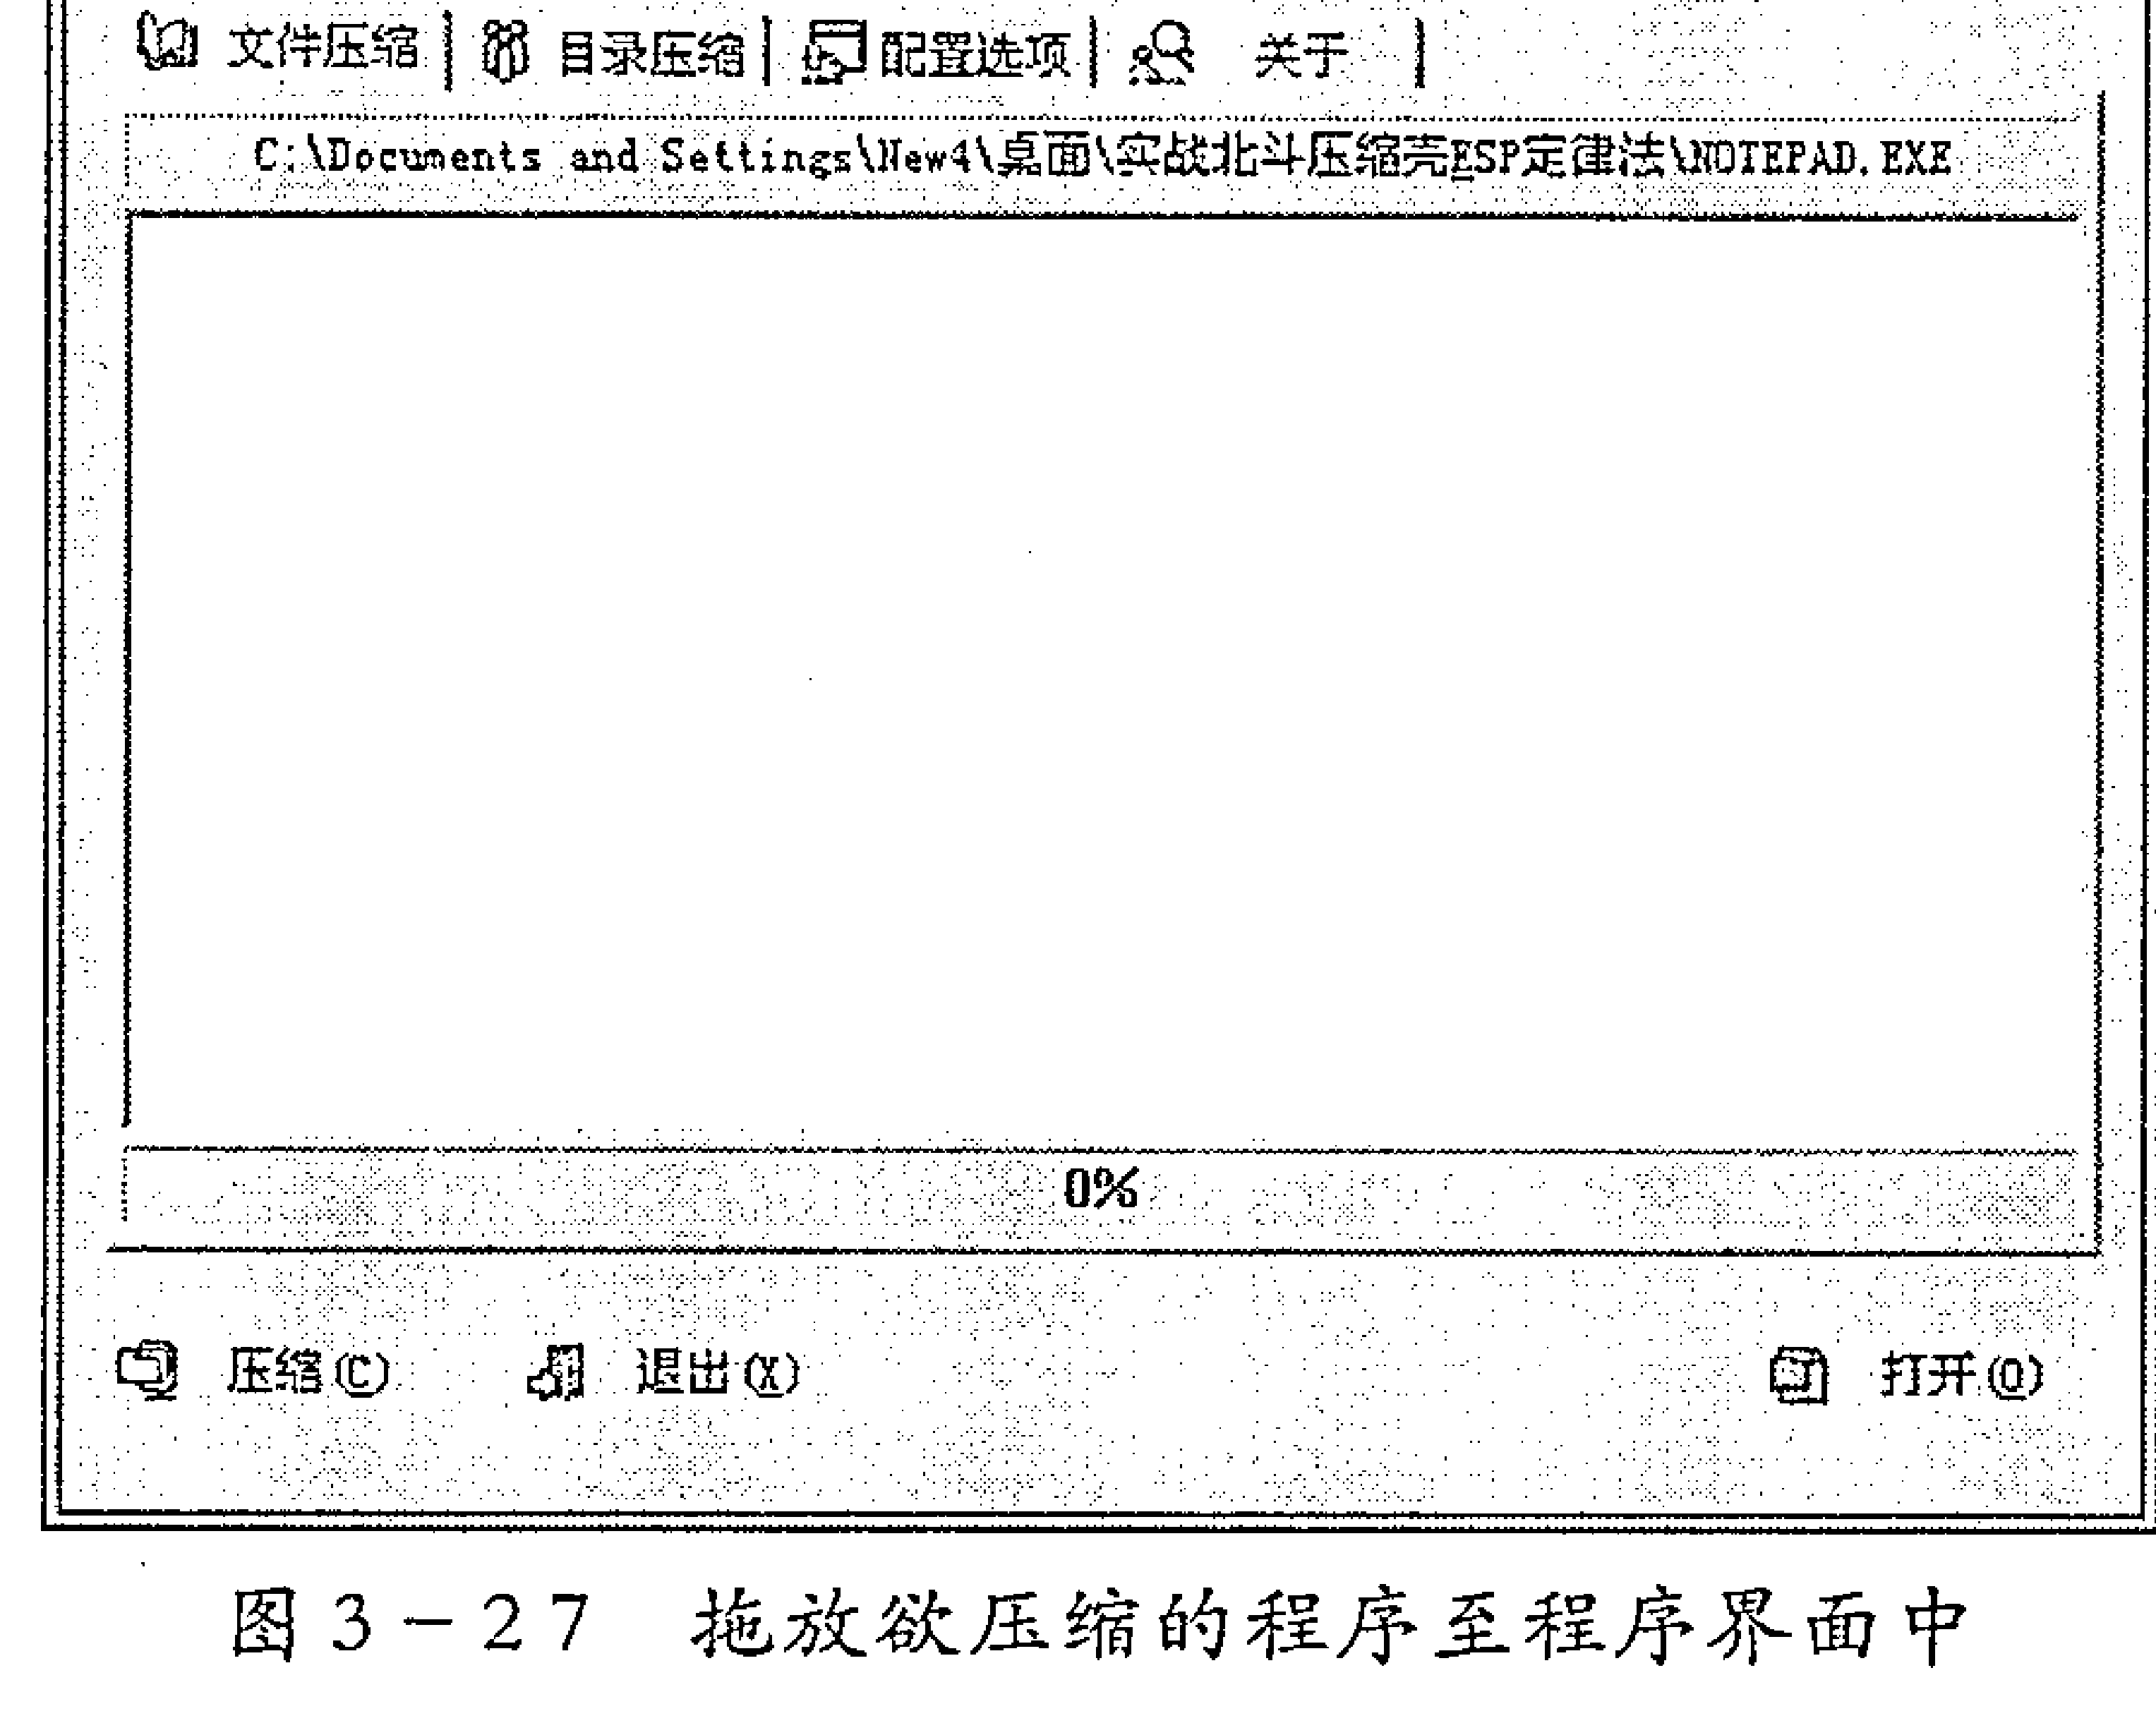 文件压缩 目录压缩 配置选项 关于
C:\Documents and Settings\New4\桌面\实战北斗压缩壳ESP定律法\NOTEPAD.EXE
0%
压缩(C) 退出(X) 打开(O)
图3-27 拖放欲压缩的程序至程序界面中